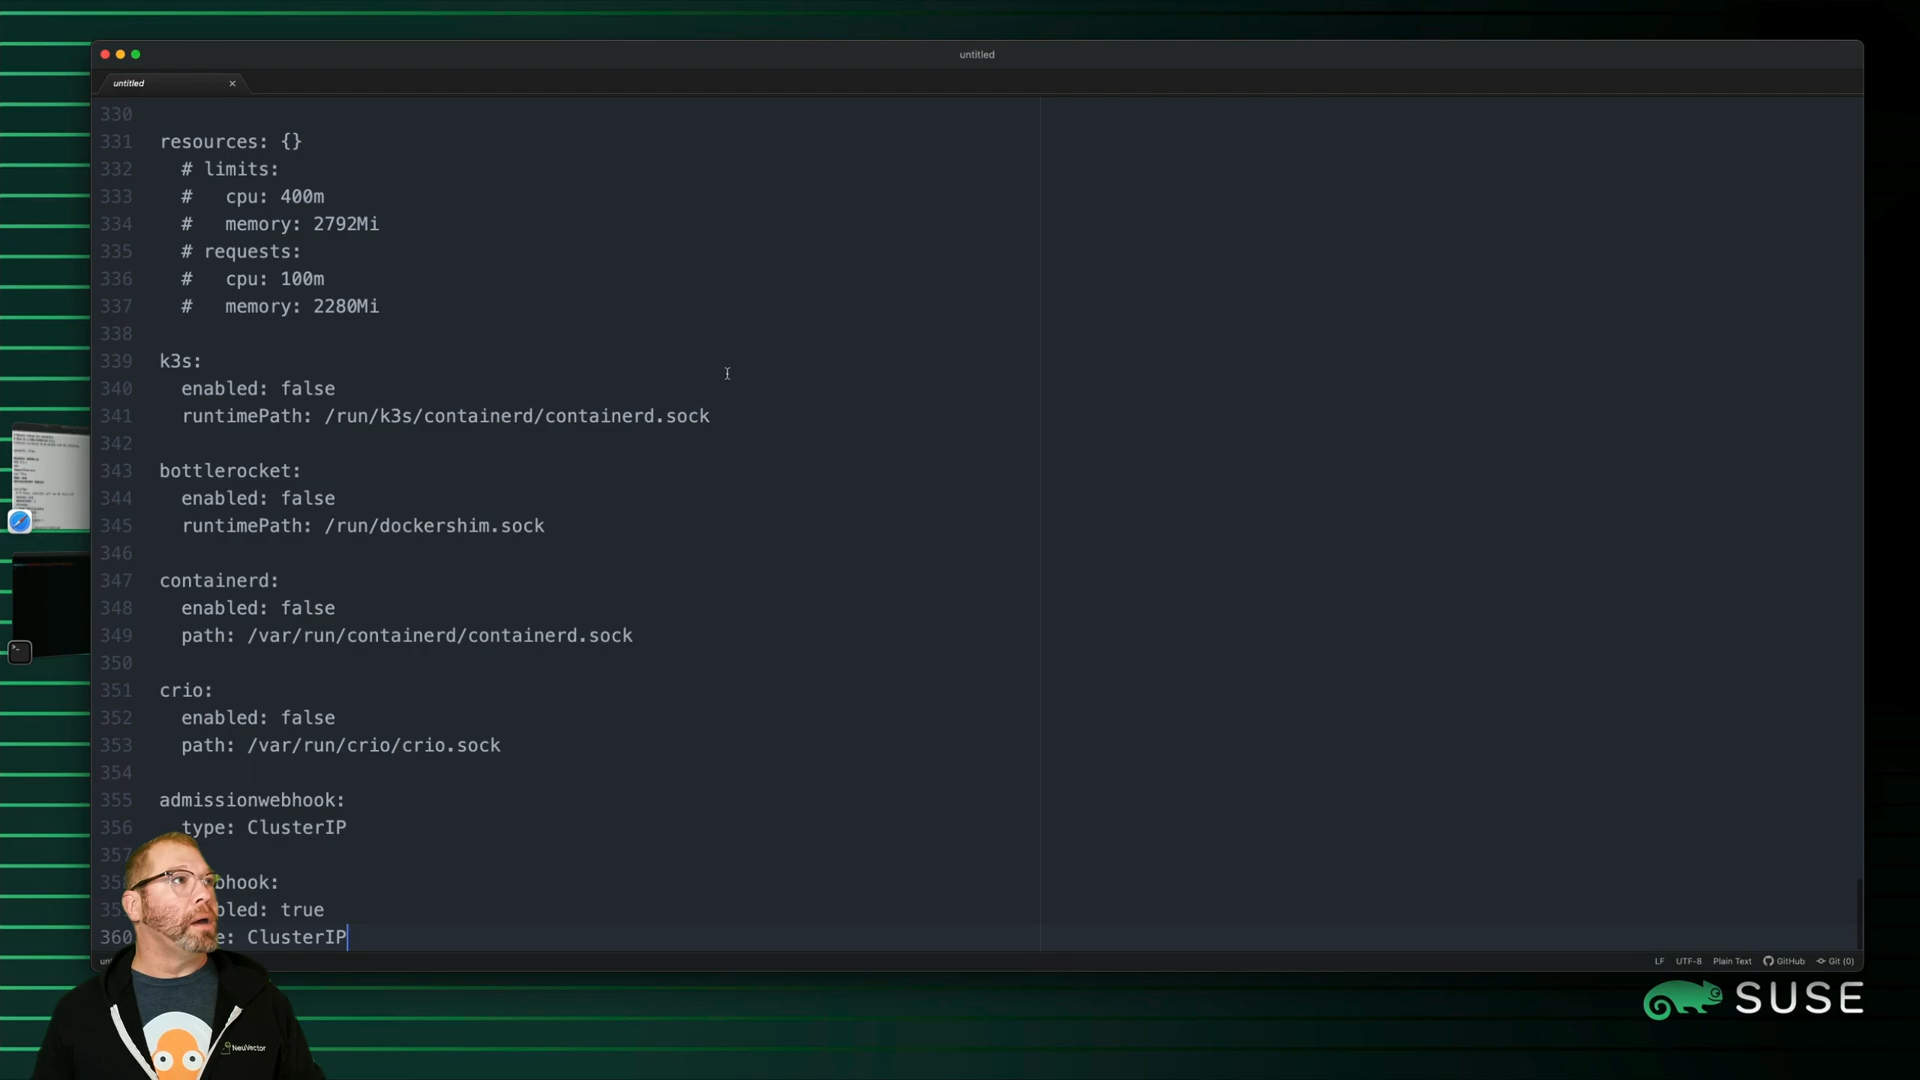 untitled
untitled
330
331 resources: {}
332 # limits:
333 #   cpu: 400m
334 #   memory: 2792Mi
335 # requests:
336 #   cpu: 100m
337 #   memory: 2280Mi
338
339 k3s:
340   enabled: false
341   runtimePath: /run/k3s/containerd/containerd.sock
342
343 bottlerocket:
344   enabled: false
345   runtimePath: /run/dockershim.sock
346
347 containerd:
348   enabled: false
349   path: /var/run/containerd/containerd.sock
350
351 crio:
352   enabled: false
353   path: /var/run/crio/crio.sock
354
355 admissionwebhook:
356   type: ClusterIP
357
bhook:
bled: true
360 e: ClusterIP
LF UTF-8 Plain Text GitHub Git (0)
SUSE
NeuVector